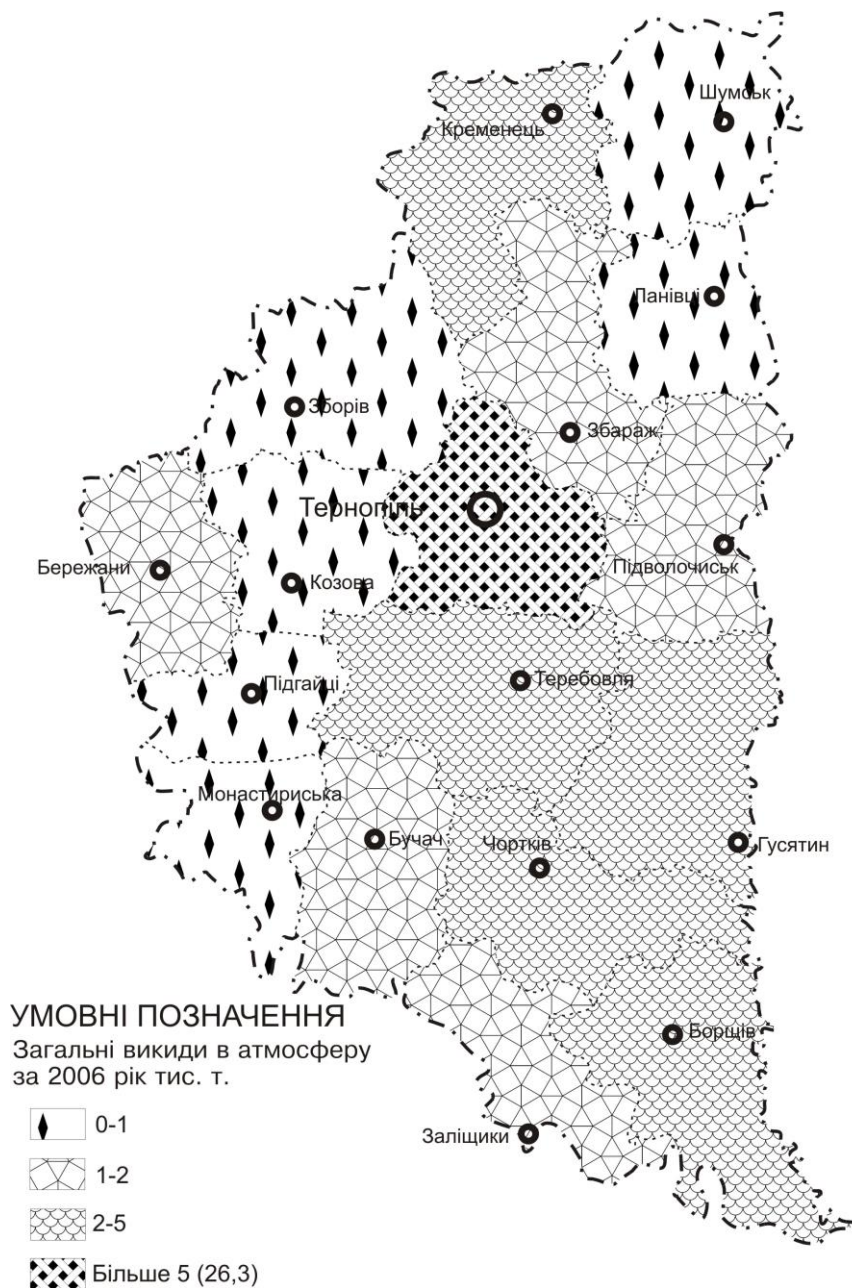 Шумськ
Кременець
Ланівці
Зборів
Збараж
Тернопіль
Бережани
Козова
Підволочиськ
Підгайці
Теребовля
Монастириська
Бучач
Чортків
Гусятин
Борщів
Заліщики
УМОВНІ ПОЗНАЧЕННЯ
Загальні викиди в атмосферу
за 2006 рік тис. т.
0-1
1-2
2-5
Більше 5 (26,3)